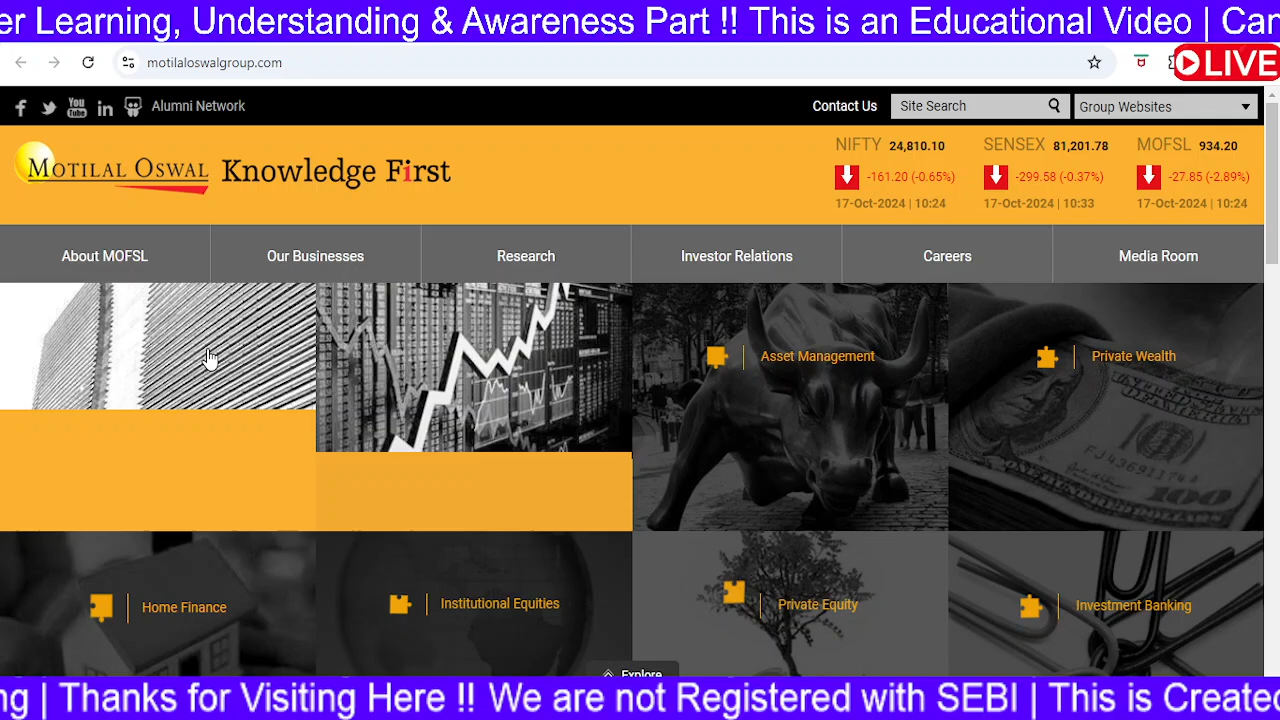 er Learning, Understanding & Awareness Part !! This is an Educational Video | Car
motilaloswalgroup.com
LIVE
You Tube in Alumni Network Contact Us Site Search Group Websites
MOTILAL OSWAL Knowledge First
NIFTY 24,810.10 SENSEX 81,201.78 MOFSL 934.20
-161.20 (-0.65%) -299.58 (-0.37%) -27.85 (-2.89%)
17-Oct-2024 | 10:24 17-Oct-2024 | 10:33 17-Oct-2024 | 10:24
About MOFSL Our Businesses Research Investor Relations Careers Media Room
Asset Management Private Wealth
100
Home Finance Institutional Equities Private Equity Investment Banking
Explore
ng | Thanks for Visiting Here !! We are not Registered with SEBI | This is Created